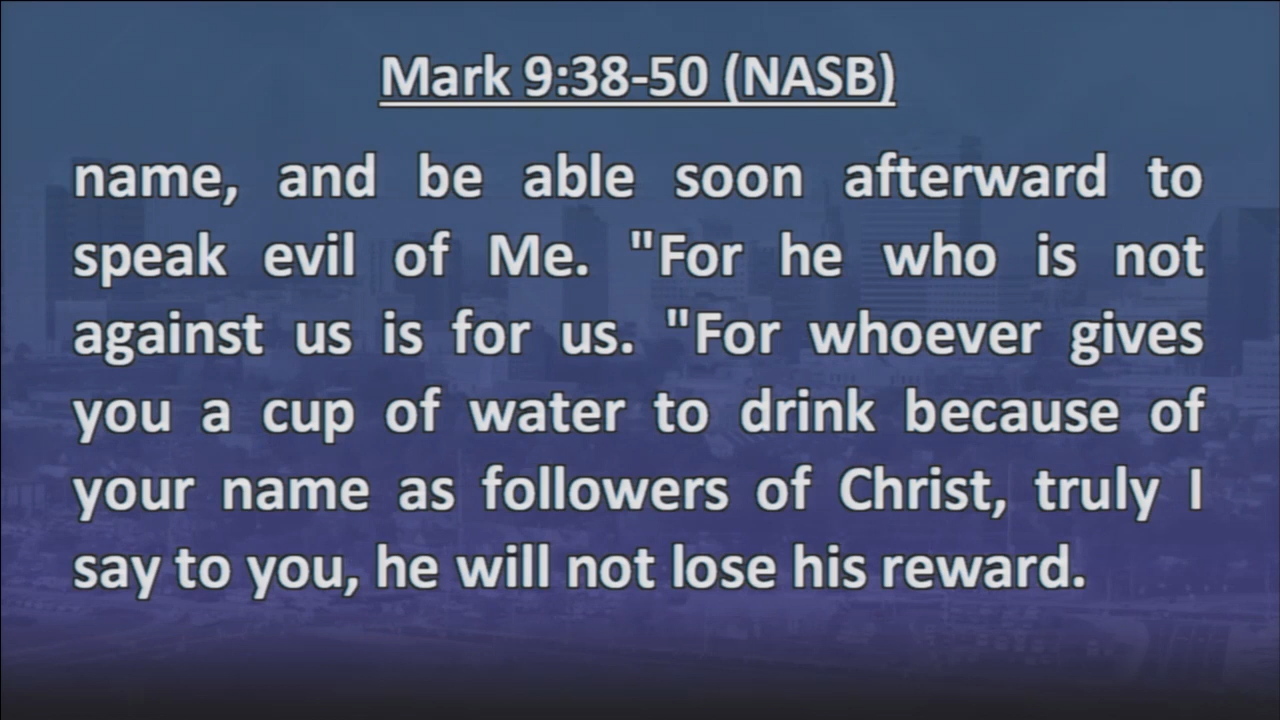 Mark 9:38-50 (NASB)
name, and be able soon afterward to
speak evil of Me. "For he who is not
against us is for us. "For whoever gives
you a cup of water to drink because of
your name as followers of Christ, truly I
say to you, he will not lose his reward.